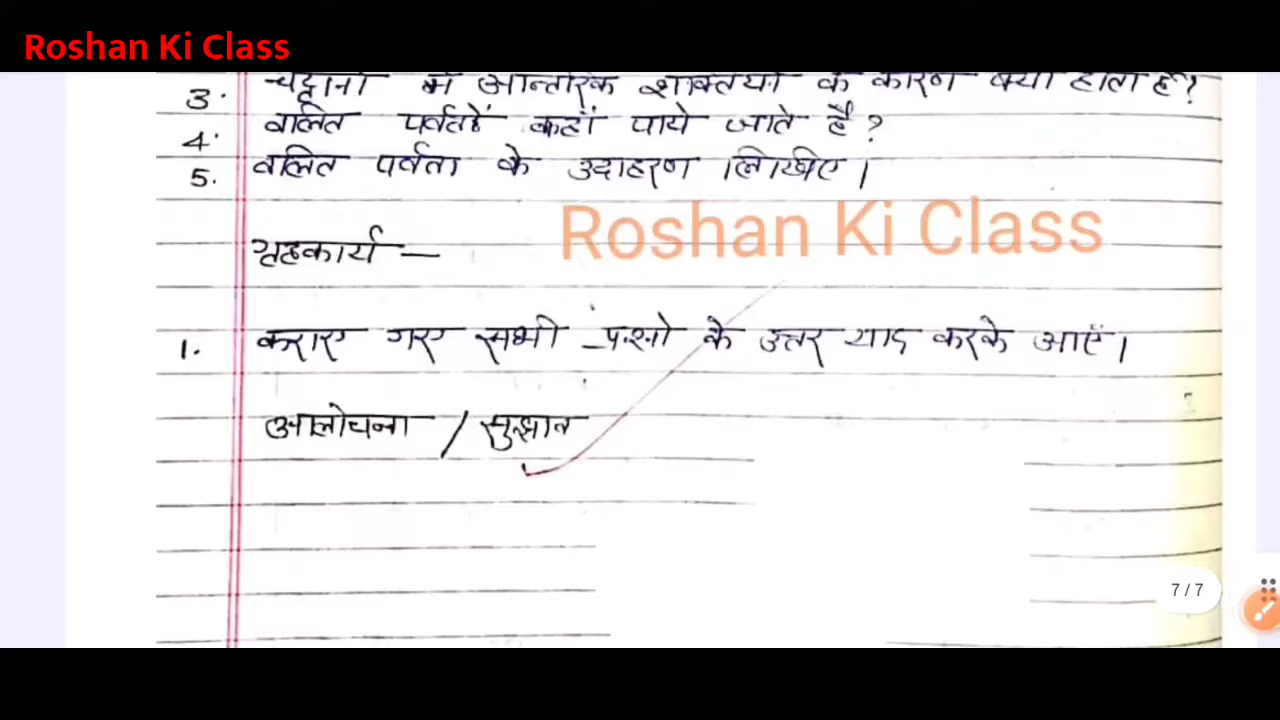 Roshan Ki Class
3. चट्टानों में आन्तरिक शक्तियों के कारण क्या होता है?
4. वलित पर्वतें कहाँ पाये जाते है?
5. वलित पर्वतो के उदाहरण लिखिए।
Roshan Ki Class
गृहकार्य —
1. कराए गए सभी प्रश्नो के उत्तर याद करके आएँ।
आलोचना / सुझाव
7 / 7